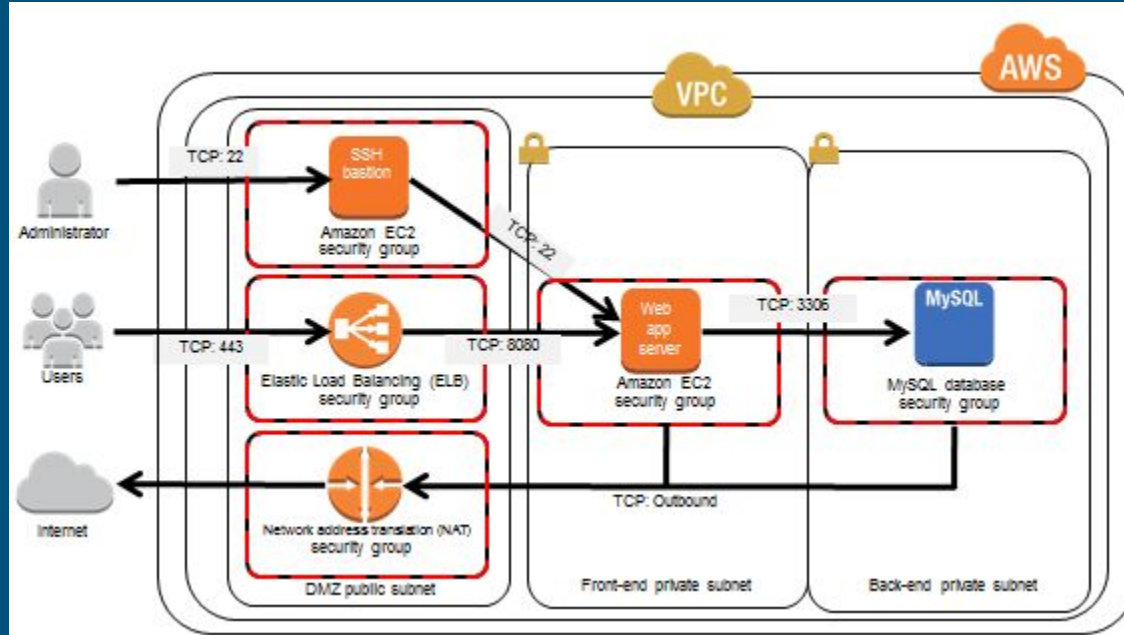 AWS
VPC
TCP: 22
SSH
bastion
Administrator
Amazon EC2
security group
TCP: 22
TCP: 443
Users
Elastic Load Balancing (ELB)
security group
TCP: 8080
Web
app
server
Amazon EC2
security group
TCP: 3306
MySQL
MySQL database
security group
Internet
Network address translation (NAT)
security group
TCP: Outbound
DMZ public subnet
Front-end private subnet
Back-end private subnet